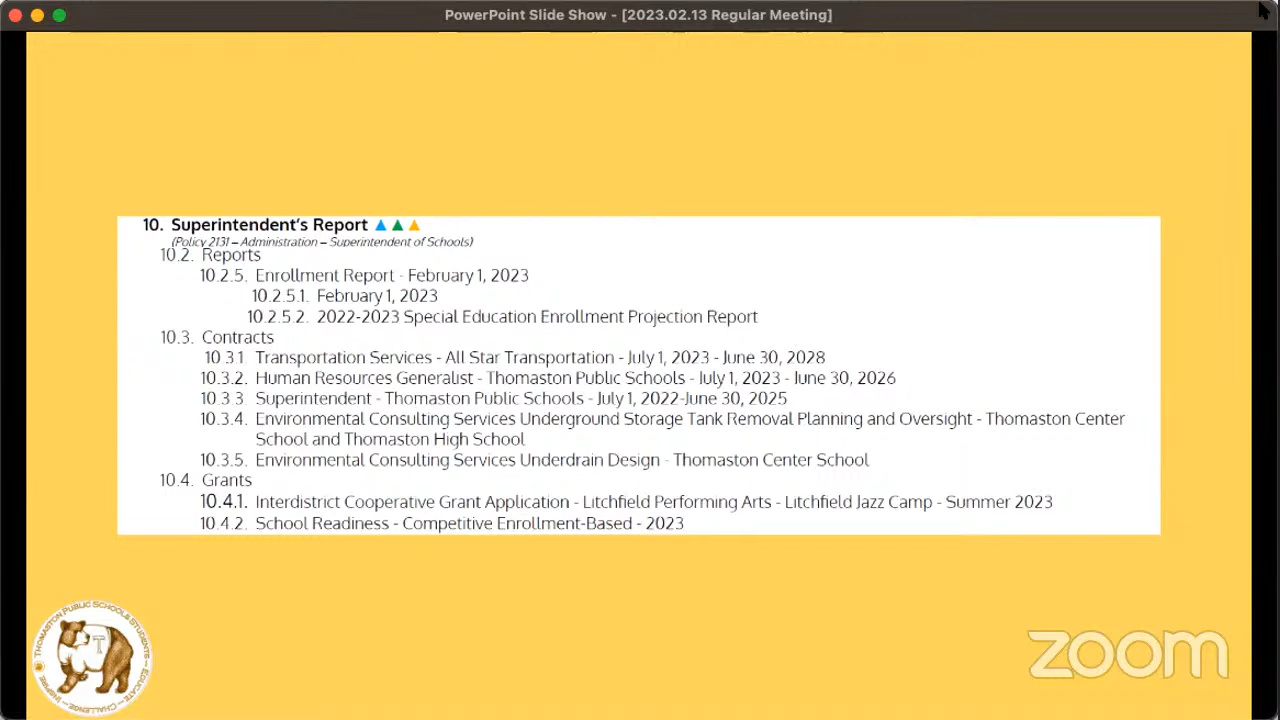 PowerPoint Slide Show - [2023.02.13 Regular Meeting]
10. Superintendent's Report
(Policy 2131 – Administration – Superintendent of Schools)
10.2. Reports
10.2.5. Enrollment Report - February 1, 2023
10.2.5.1. February 1, 2023
10.2.5.2. 2022-2023 Special Education Enrollment Projection Report
10.3. Contracts
10.3.1. Transportation Services - All Star Transportation - July 1, 2023 - June 30, 2028
10.3.2. Human Resources Generalist - Thomaston Public Schools - July 1, 2023 - June 30, 2026
10.3.3. Superintendent - Thomaston Public Schools - July 1, 2022-June 30, 2025
10.3.4. Environmental Consulting Services Underground Storage Tank Removal Planning and Oversight - Thomaston Center
School and Thomaston High School
10.3.5. Environmental Consulting Services Underdrain Design - Thomaston Center School
10.4. Grants
10.4.1. Interdistrict Cooperative Grant Application - Litchfield Performing Arts - Litchfield Jazz Camp - Summer 2023
10.4.2. School Readiness - Competitive Enrollment-Based - 2023
THOMASTON PUBLIC SCHOOLS STUDENTS
INSPIRE — CHALLENGE — EDUCATE
T
zoom